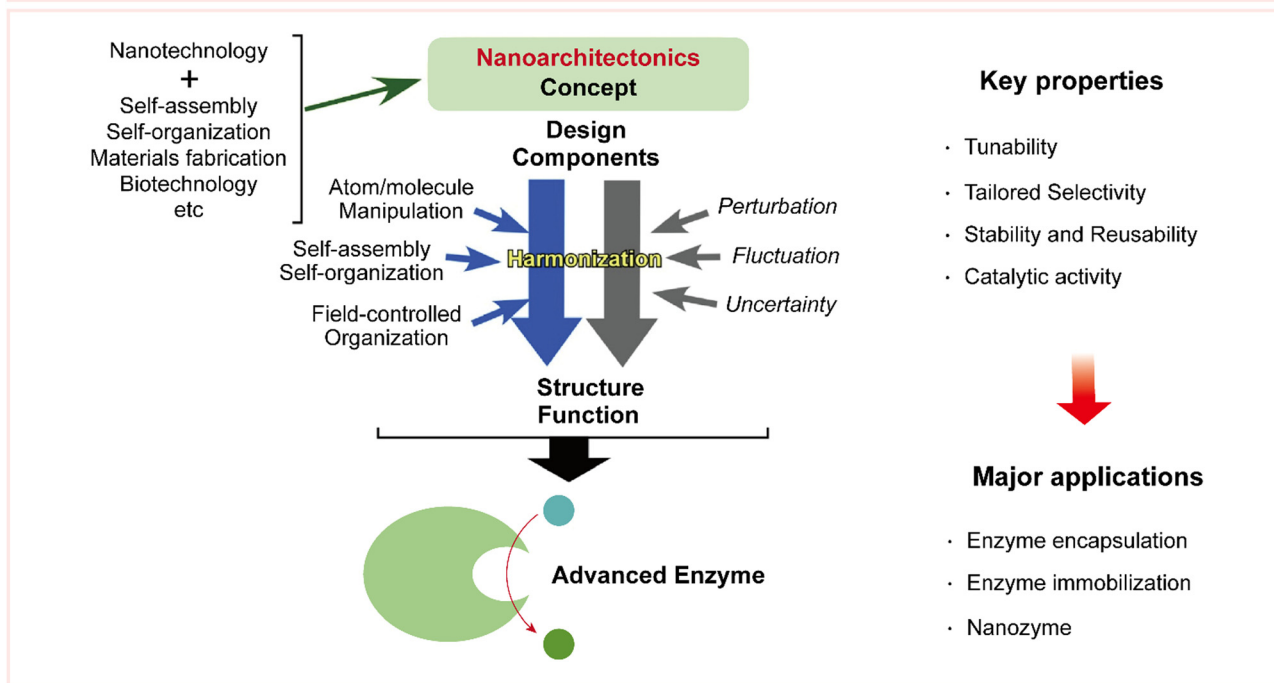 Nanotechnology
+
Self-assembly
Self-organization
Materials fabrication
Biotechnology
etc
Nanoarchitectonics
Concept
Design
Components
Atom/molecule
Manipulation
Self-assembly
Self-organization
Field-controlled
Organization
Harmonization
Perturbation
Fluctuation
Uncertainty
Structure
Function
Advanced Enzyme
Key properties
· Tunability
· Tailored Selectivity
· Stability and Reusability
· Catalytic activity
Major applications
· Enzyme encapsulation
· Enzyme immobilization
· Nanozyme